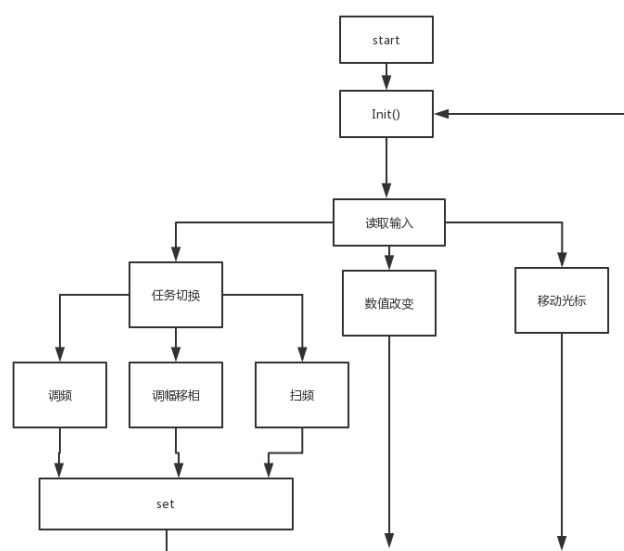 start
Init()
读取输入
任务切换
数值改变
移动光标
调频
调幅移相
扫频
set